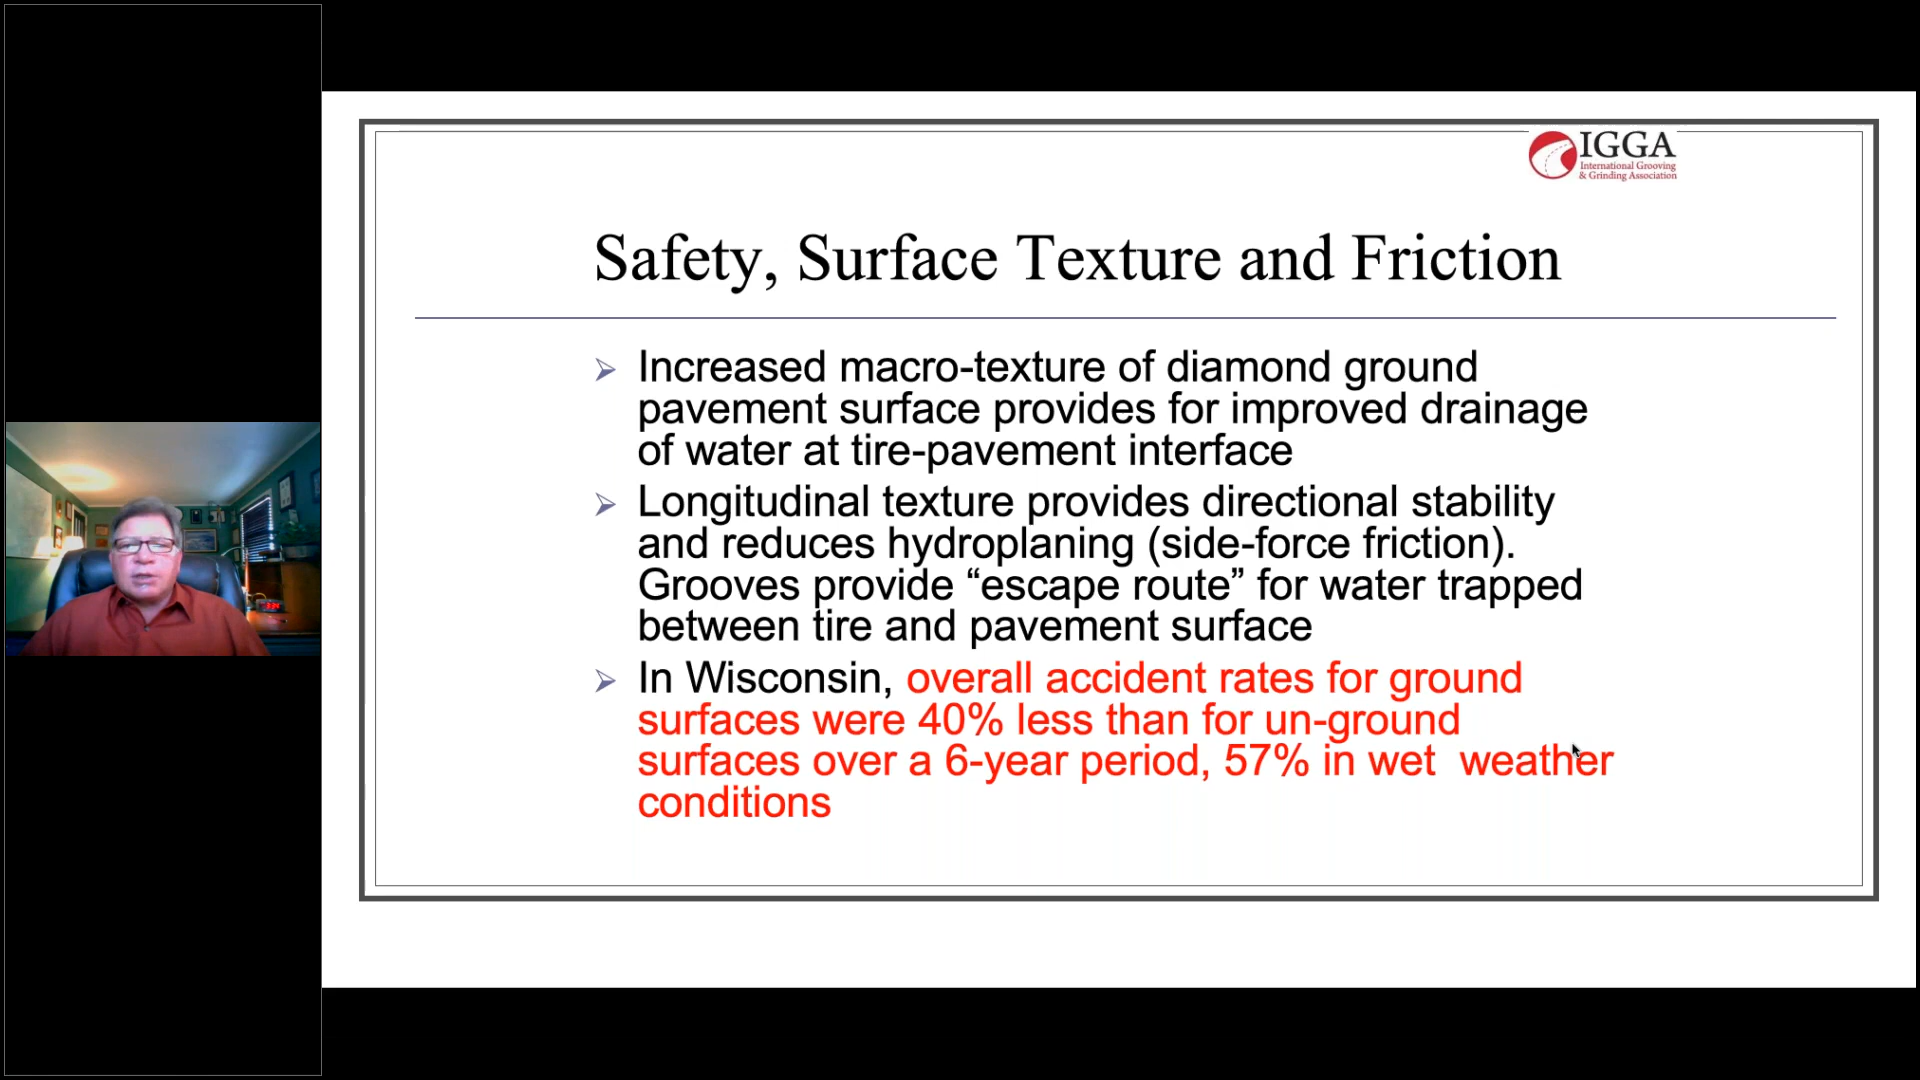 IGGA
International Grooving
& Grinding Association
Safety, Surface Texture and Friction
Increased macro-texture of diamond ground
pavement surface provides for improved drainage
of water at tire-pavement interface
Longitudinal texture provides directional stability
and reduces hydroplaning (side-force friction).
Grooves provide “escape route” for water trapped
between tire and pavement surface
In Wisconsin, overall accident rates for ground
surfaces were 40% less than for un-ground
surfaces over a 6-year period, 57% in wet  weather
conditions